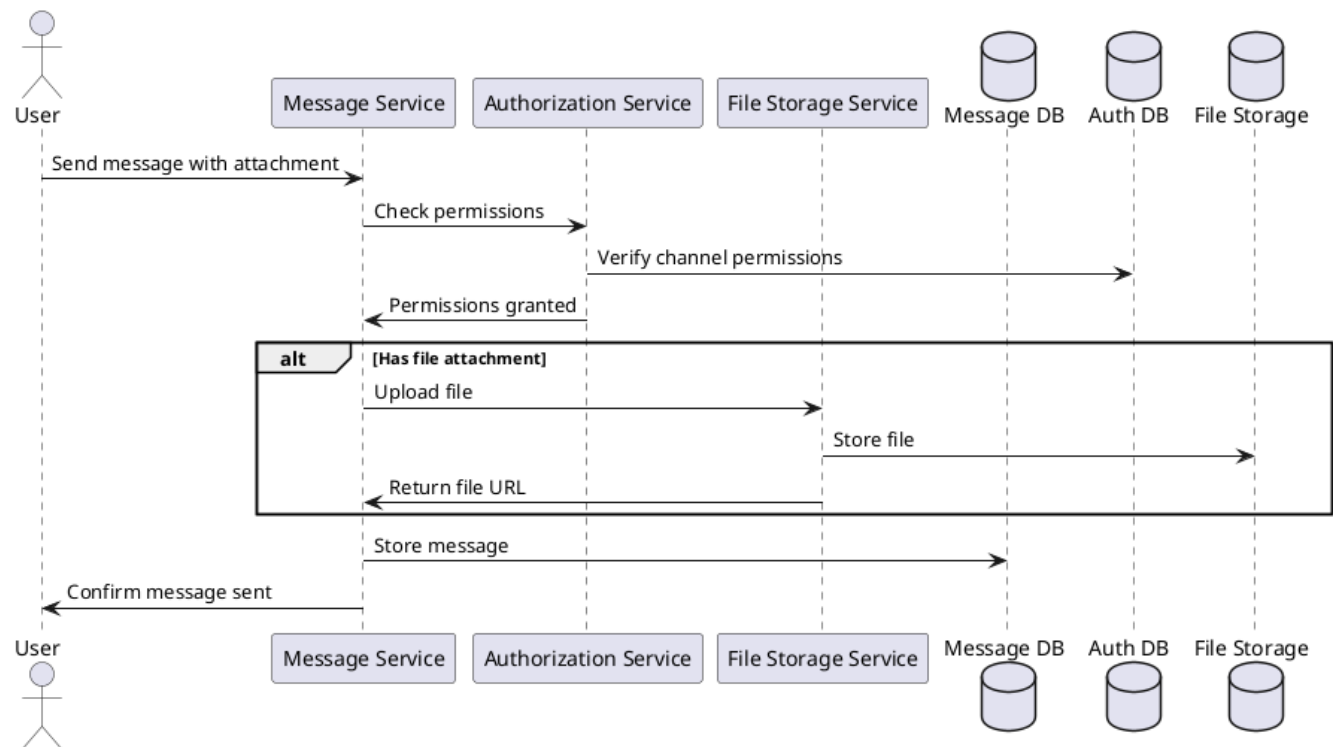 User
Message Service
Authorization Service
File Storage Service
Message DB
Auth DB
File Storage
Send message with attachment
Check permissions
Verify channel permissions
Permissions granted
alt
[Has file attachment]
Upload file
Store file
Return file URL
Store message
Confirm message sent
User
Message Service
Authorization Service
File Storage Service
Message DB
Auth DB
File Storage